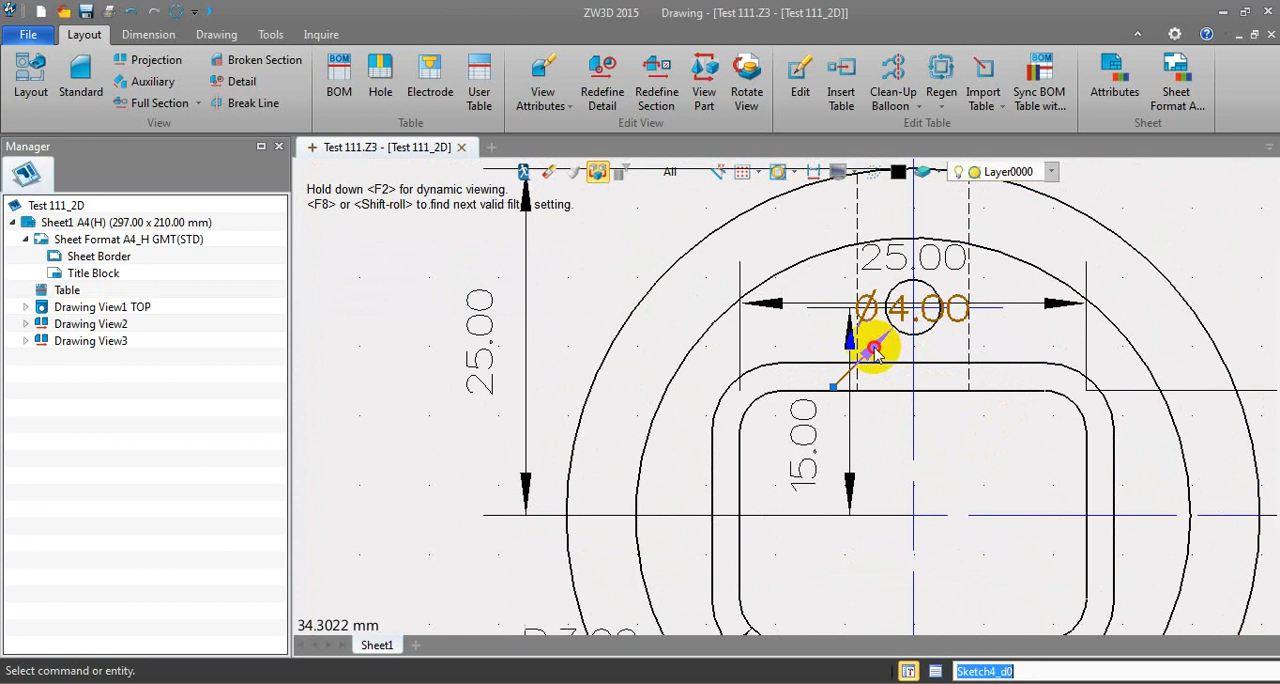 ZW3D 2015 Drawing - [Test 111.Z3 - [Test 111_2D]]
File Layout Dimension Drawing Tools Inquire
Layout
Standard
Projection
Auxiliary
Full Section
Broken Section
Detail
Break Line
View
BOM
Hole
Electrode
User Table
Table
View Attributes
Redefine Detail
Redefine Section
View Part
Rotate View
Edit View
Edit
Insert Table
Clean-Up Balloon
Regen
Import Table
Sync BOM Table wit...
Edit Table
Attributes
Sheet Format A...
Sheet
Manager
Test 111.Z3 - [Test 111_2D]
All
Layer0000
Test 111_2D
Sheet1 A4(H) (297.00 x 210.00 mm)
Sheet Format A4_H GMT(STD)
Sheet Border
Title Block
Table
Drawing View1 TOP
Drawing View2
Drawing View3
Hold down <F2> for dynamic viewing.
<F8> or <Shift-roll> to find next valid filter setting.
25.00
Ø 4.00
25.00
15.00
34.3022 mm
Sheet1
Select command or entity.
Sketch4_d0